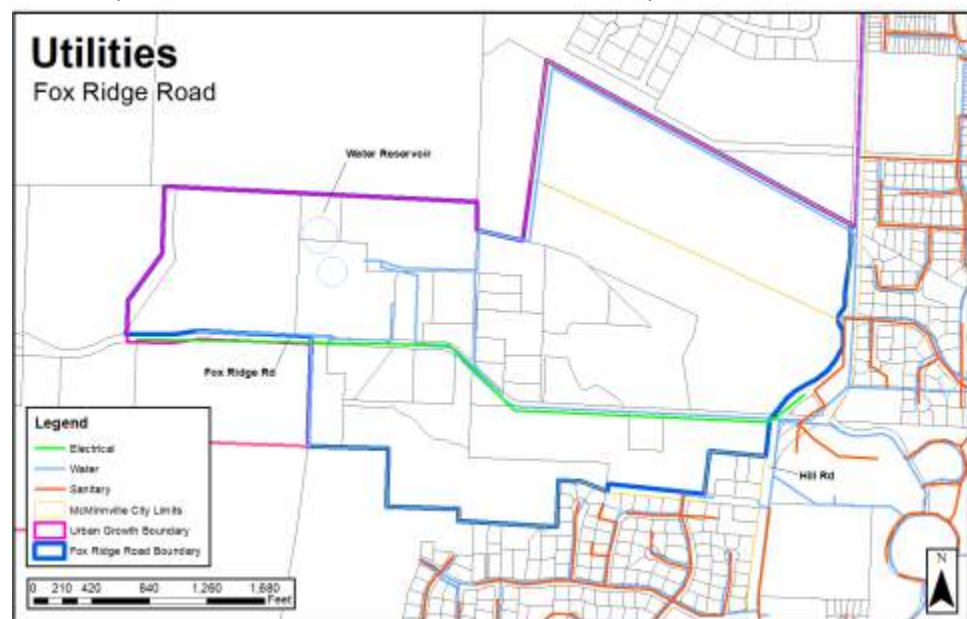 Utilities
Fox Ridge Road
Water Reservoir
Fox Ridge Rd
Hill Rd
Legend
Electrical
Water
Sanitary
McMinnville City Limits
Urban Growth Boundary
Fox Ridge Road Boundary
0 210 420 840 1,260 1,680
Feet
N